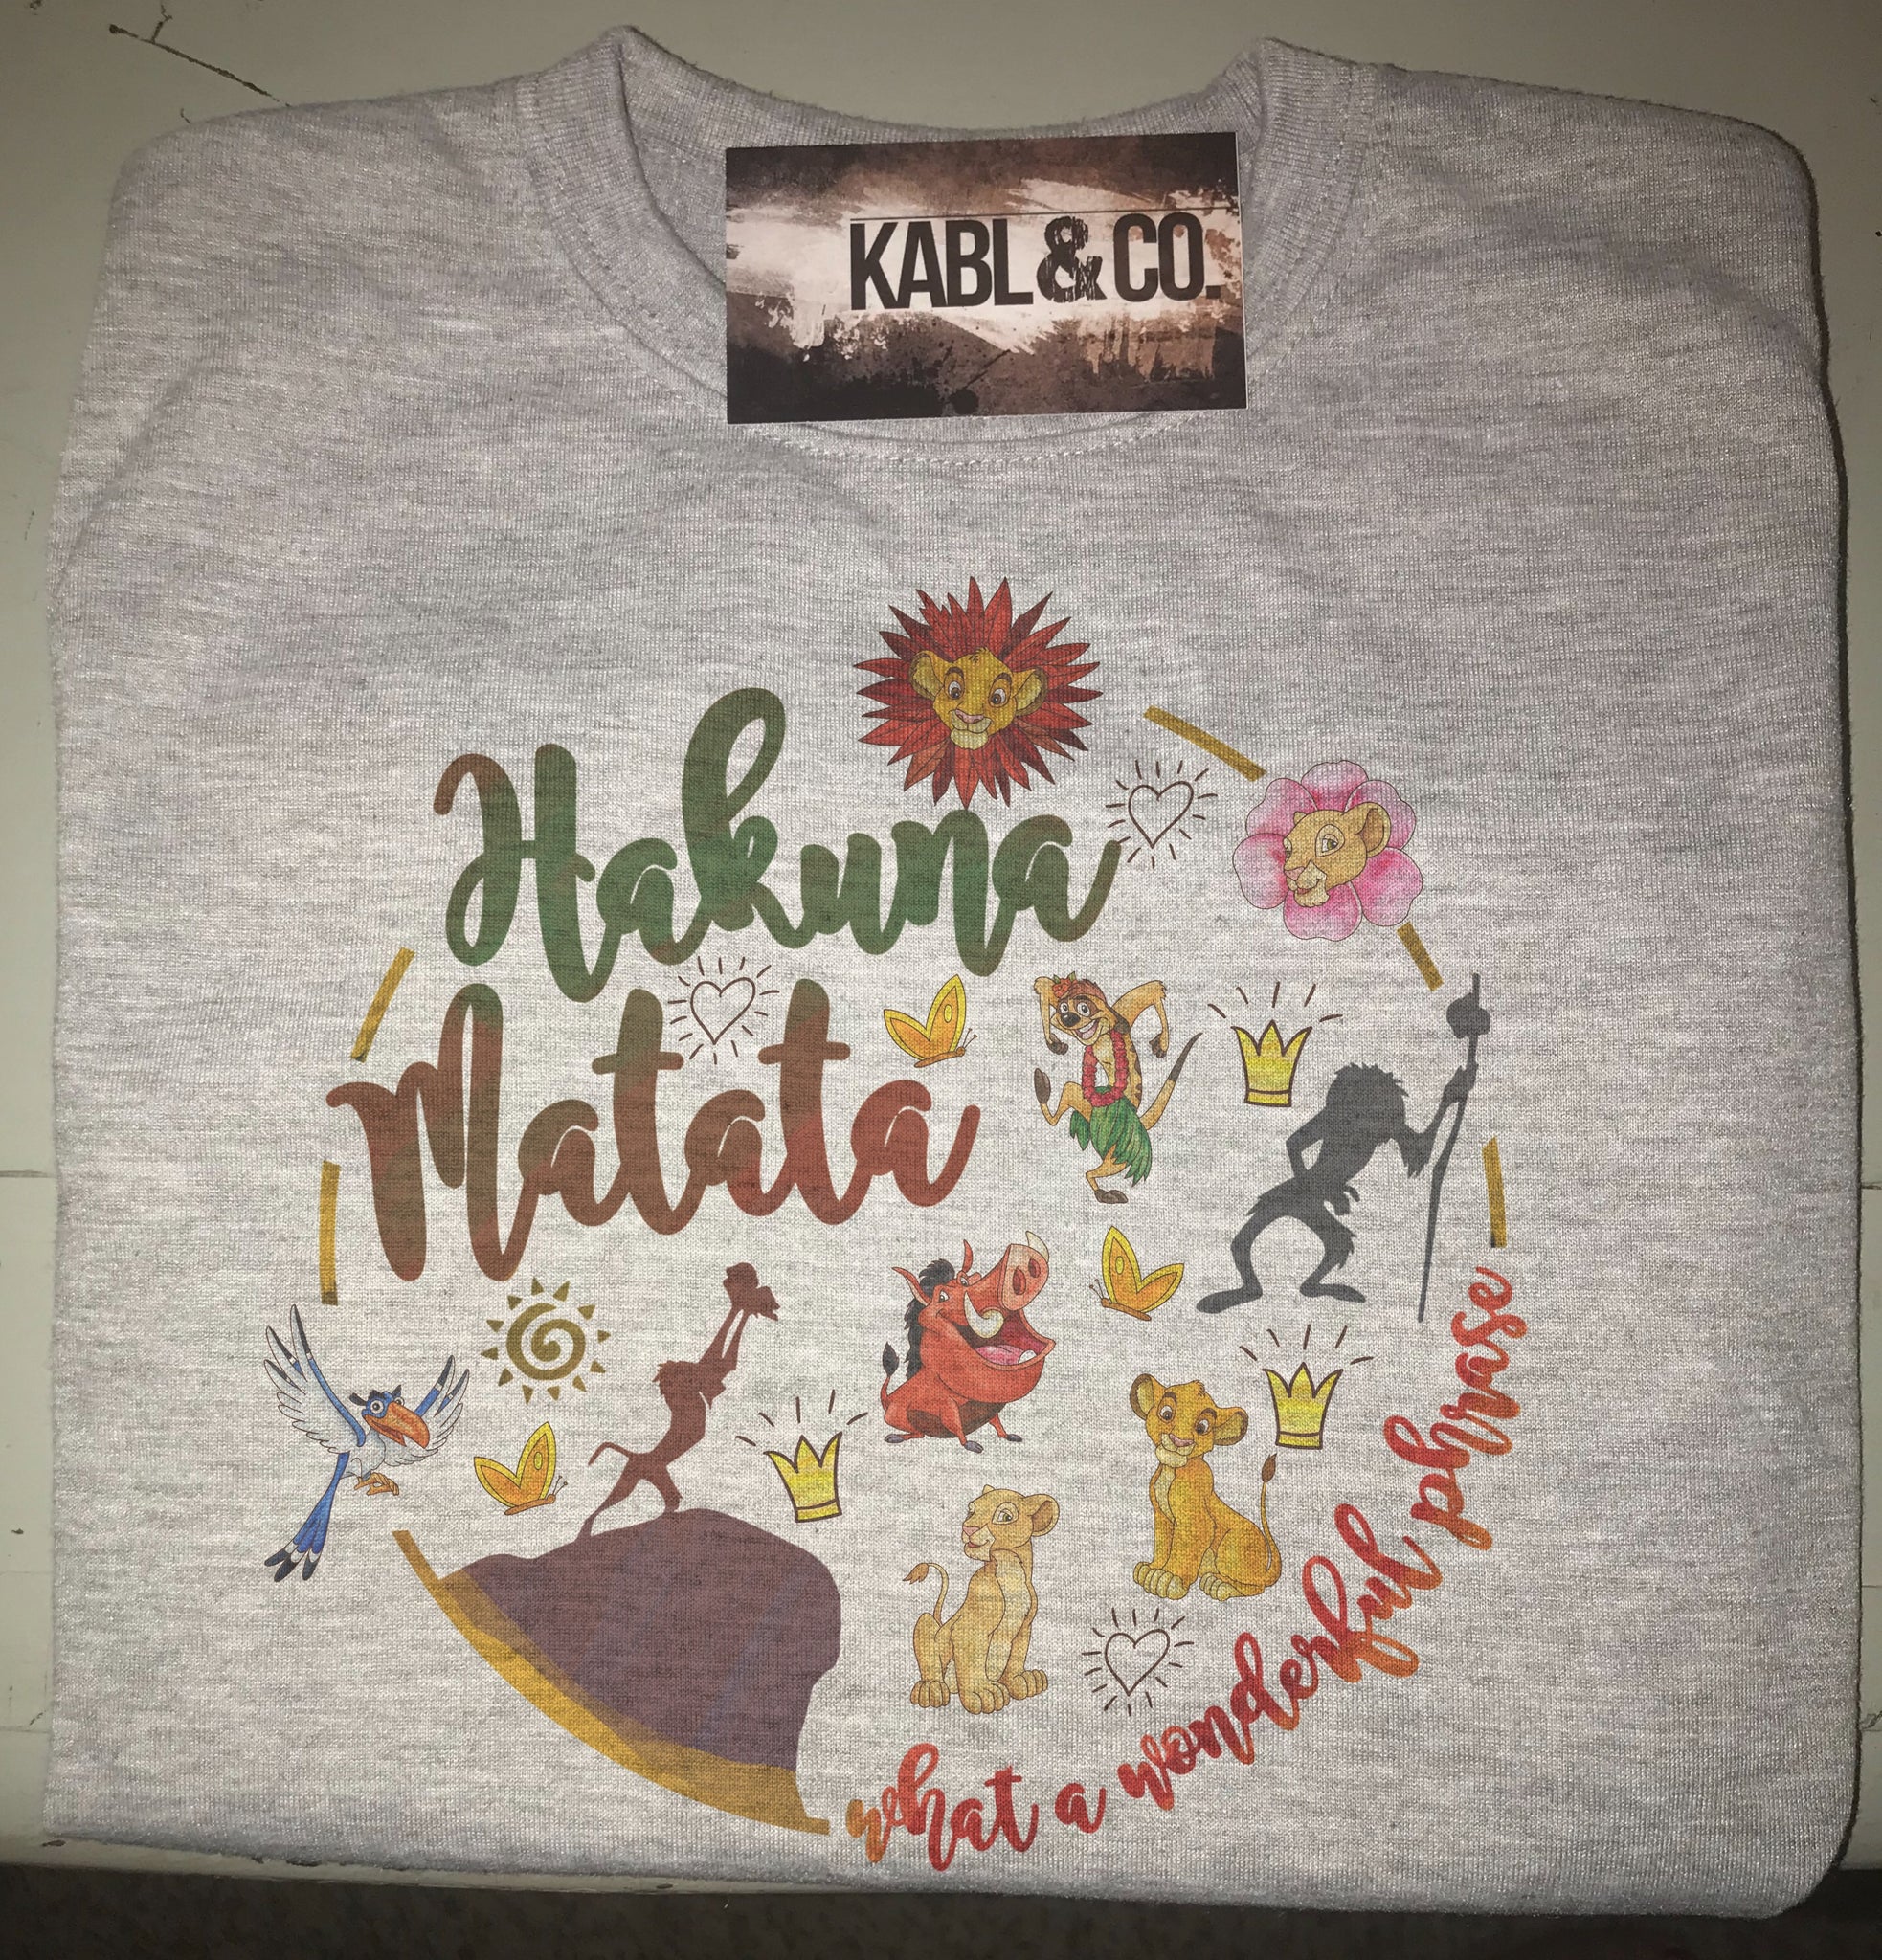 KABL & CO.
Hakuna
Matata
what a wonderful phrase